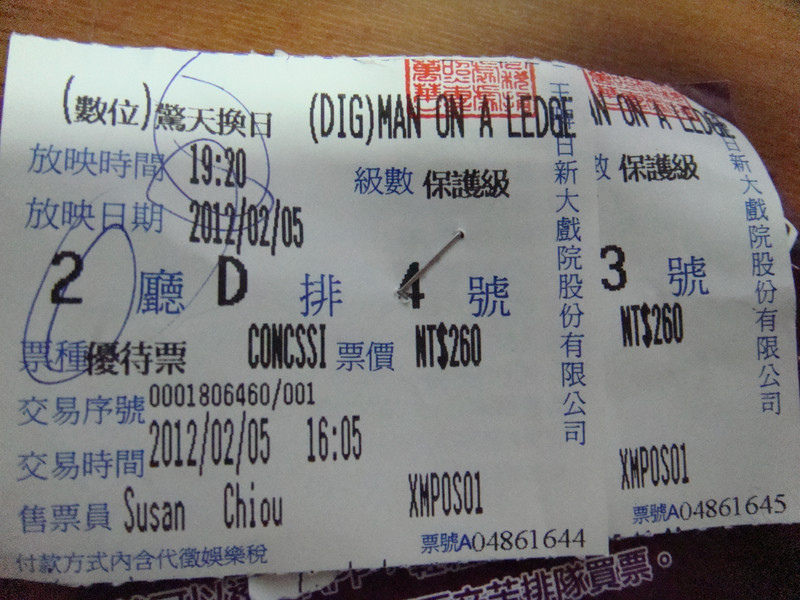 (數位)驚天換日 (DIG)MAN ON A LEDGE
放映時間 19:20 級數 保護級
放映日期 2012/02/05
2 廳 D 排 4 號
票種 優待票 CONCSSI 票價 NT$260
交易序號 0001806460/001
交易時間 2012/02/05 16:05
售票員 Susan Chiou XMPOS01
付款方式內含代徵娛樂稅 票號A04861644
日新大戲院股份有限公司
N ON A LEDGE
數 保護級
3 號
NT$260
XMPOS01
票號A04861645
日新大戲院股份有限公司
排隊買票。